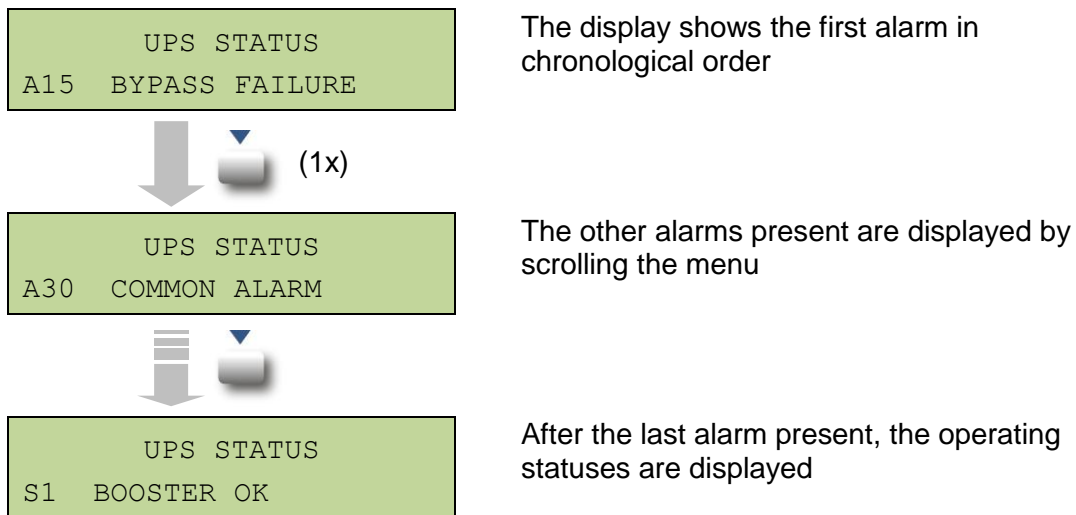 UPS STATUS
A15 BYPASS FAILURE
The display shows the first alarm in
chronological order
(1x)
UPS STATUS
A30 COMMON ALARM
The other alarms present are displayed by
scrolling the menu
UPS STATUS
S1 BOOSTER OK
After the last alarm present, the operating
statuses are displayed